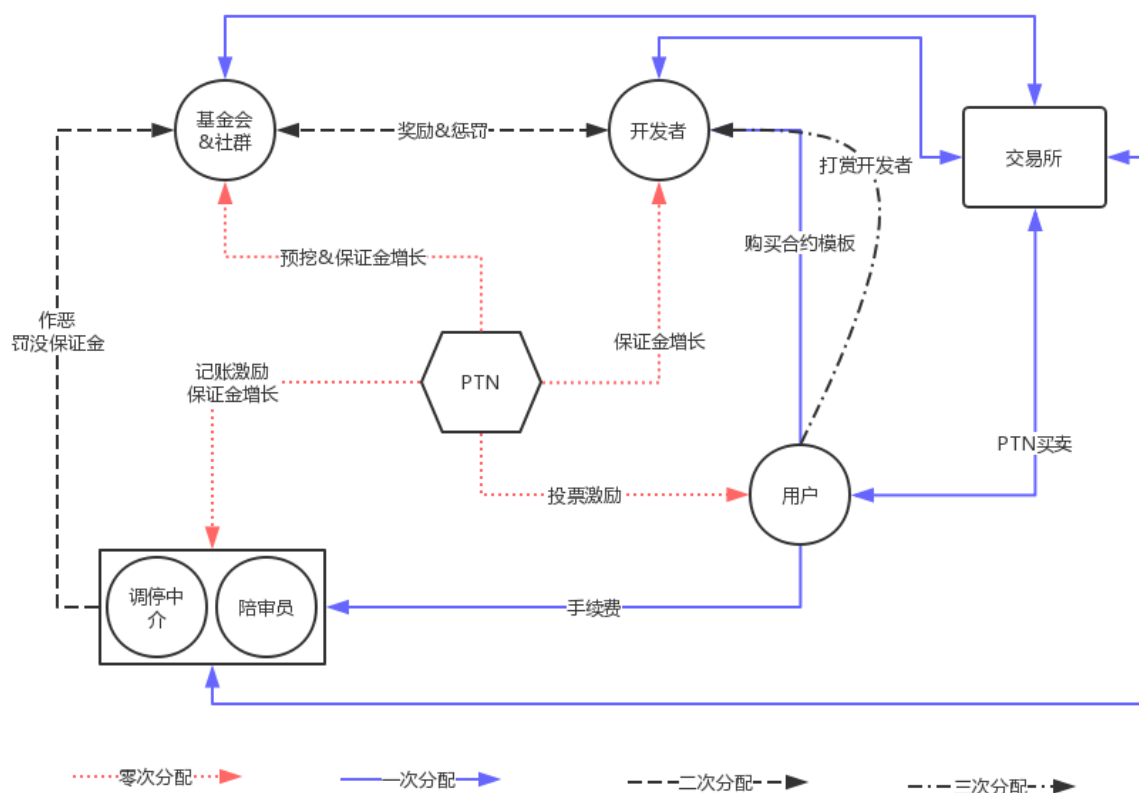 基金会
&社群
奖励&惩罚
开发者
打赏开发者
交易所
购买合约模板
预挖&保证金增长
作恶
罚没保证金
保证金增长
记账激励
保证金增长
PTN
PTN买卖
投票激励
用户
调停中
介
陪审员
手续费
零次分配
一次分配
二次分配
三次分配